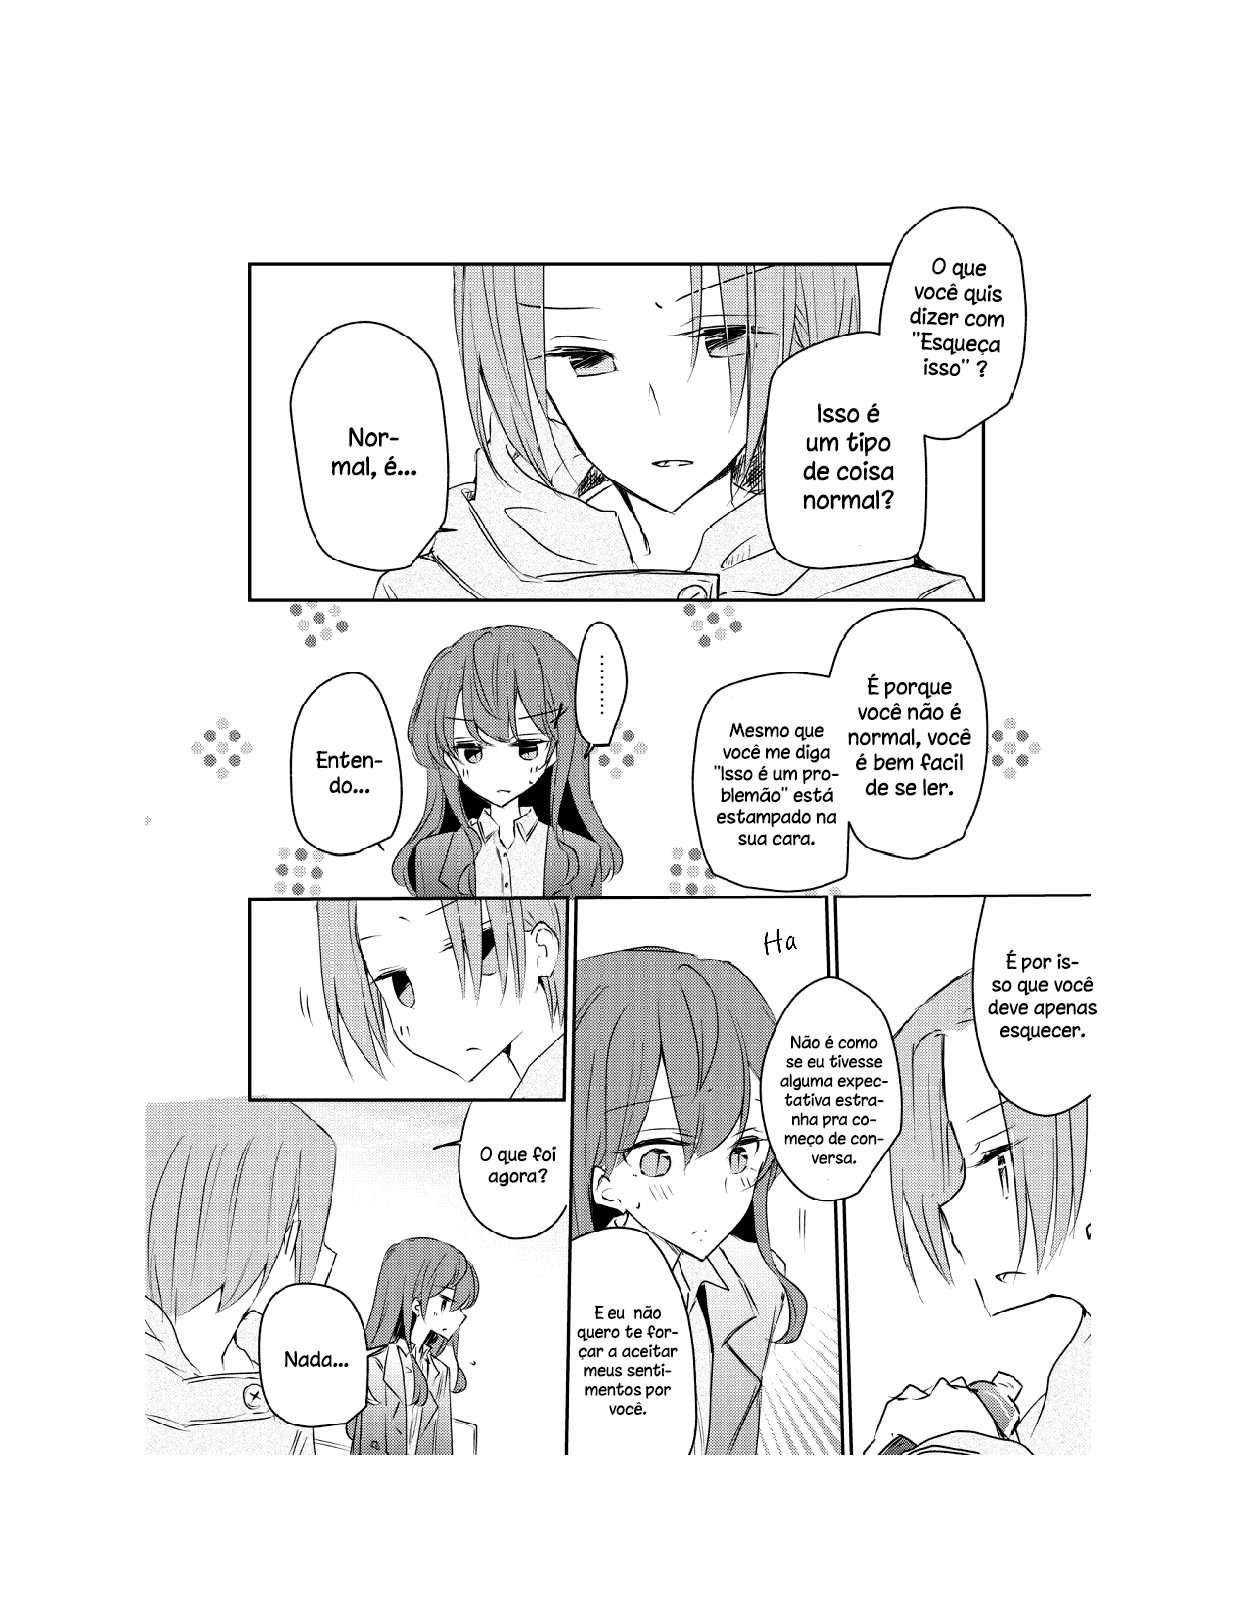 O que
você quis
dizer com
"Esqueça
isso" ?
Isso é
um tipo
de coisa
normal?
Nor-
mal, é...
É porque
você não é
normal, você
é bem facil
de se ler.
Mesmo que
você me diga
"Isso é um pro-
blemão" está
estampado na
sua cara.
.........
Enten-
do...
É por is-
so que você
deve apenas
esquecer.
Ha
Não é como
se eu tivesse
alguma expec-
tativa estra-
nha pra co-
meço de con-
versa.
E eu não
quero te for-
çar a aceitar
meus senti-
mentos por
você.
O que foi
agora?
Nada...